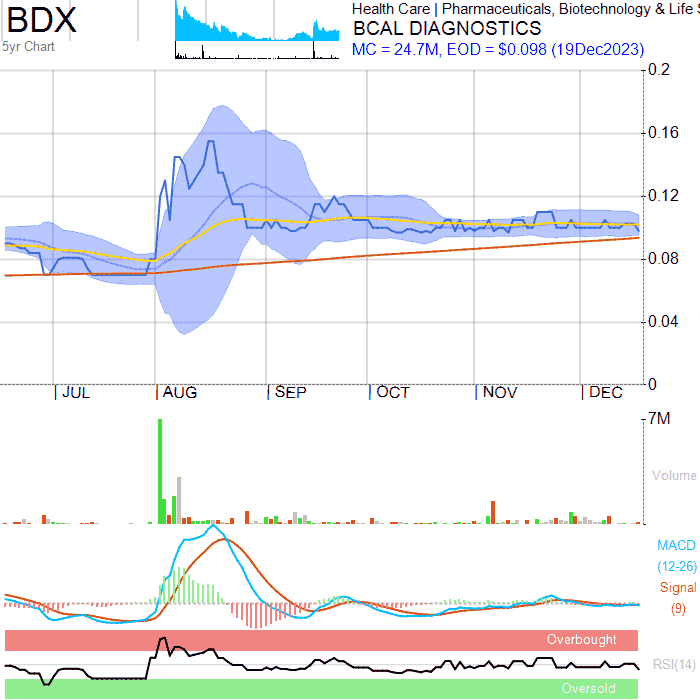 BDX
5yr Chart
Health Care | Pharmaceuticals, Biotechnology & Life S
BCAL DIAGNOSTICS
MC = 24.7M, EOD = $0.098 (19Dec2023)
0.2
0.16
0.12
0.08
0.04
0
JUL AUG SEP OCT NOV DEC
7M
Volume
MACD
(12-26)
Signal
(9)
Overbought
RSI(14)
Oversold